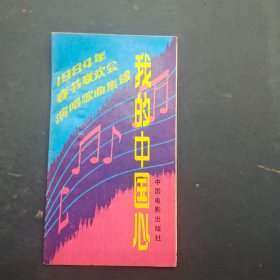 1984年
春节联欢会
演唱歌曲集锦
我的中国心
中国电影出版社